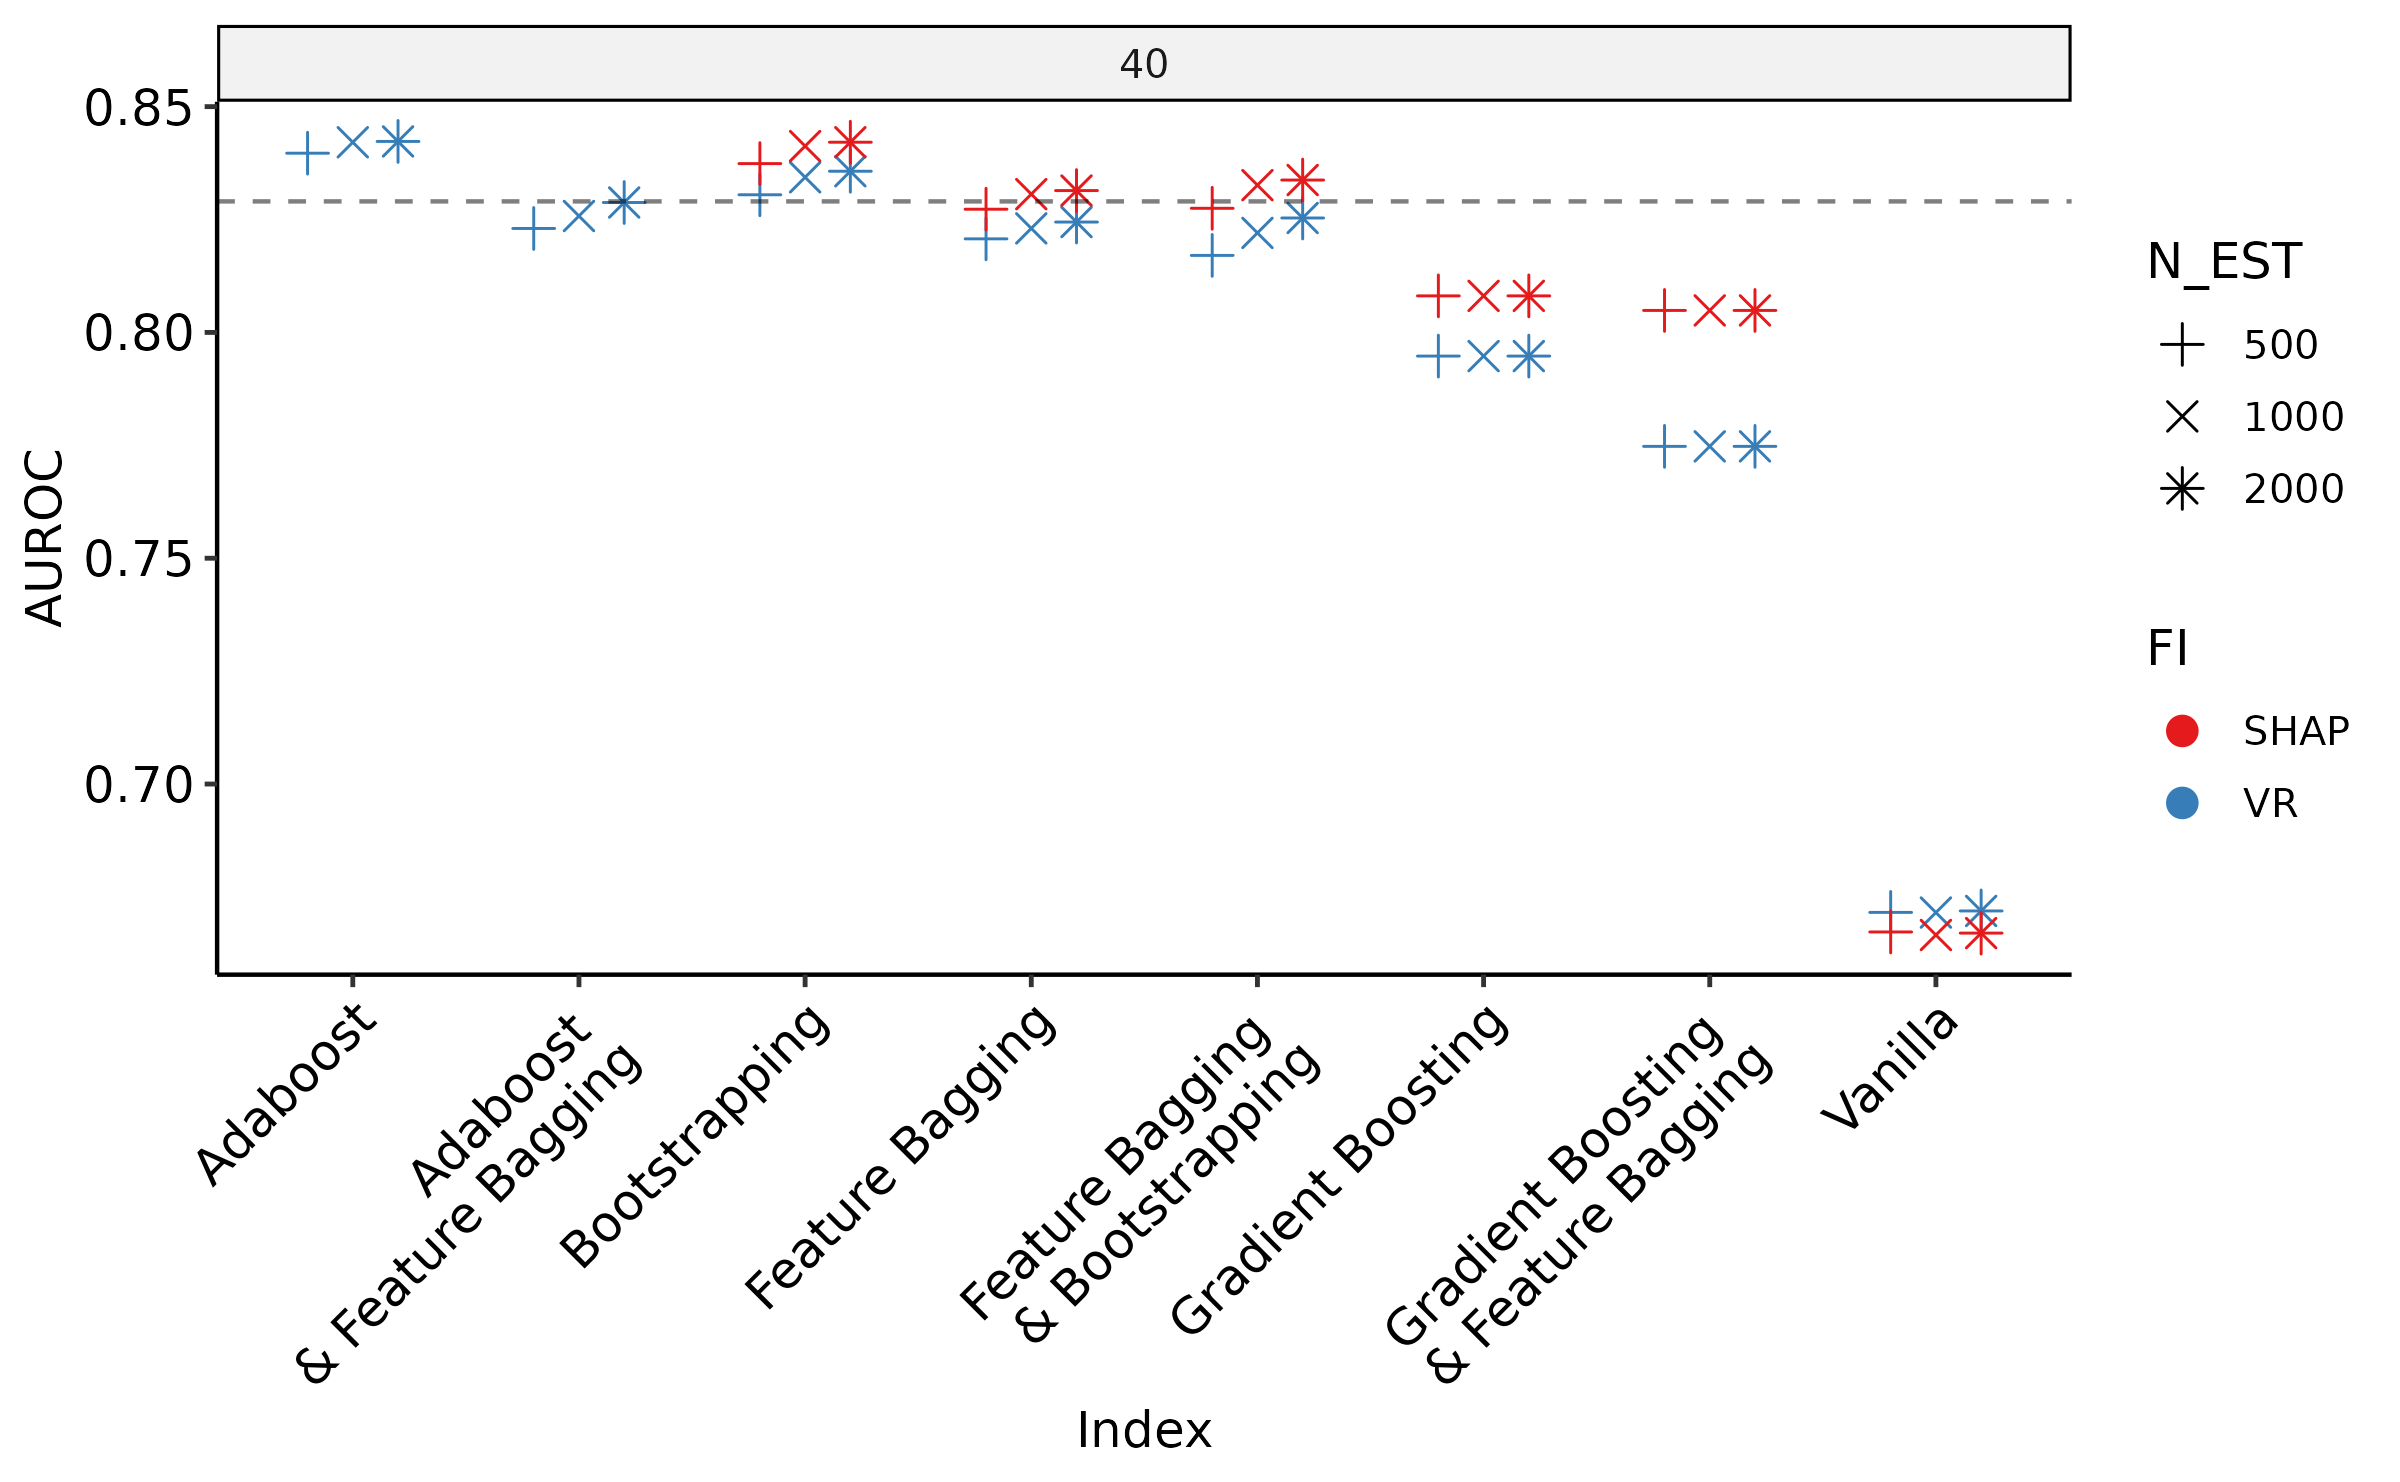 40
0.85
0.80
0.75
0.70
AUROC
Adaboost
Adaboost
& Feature Bagging
Bootstrapping
Feature Bagging
Feature Bagging
& Bootstrapping
Gradient Boosting
Gradient Boosting
& Feature Bagging
Vanilla
Index
N_EST
500
1000
2000
FI
SHAP
VR